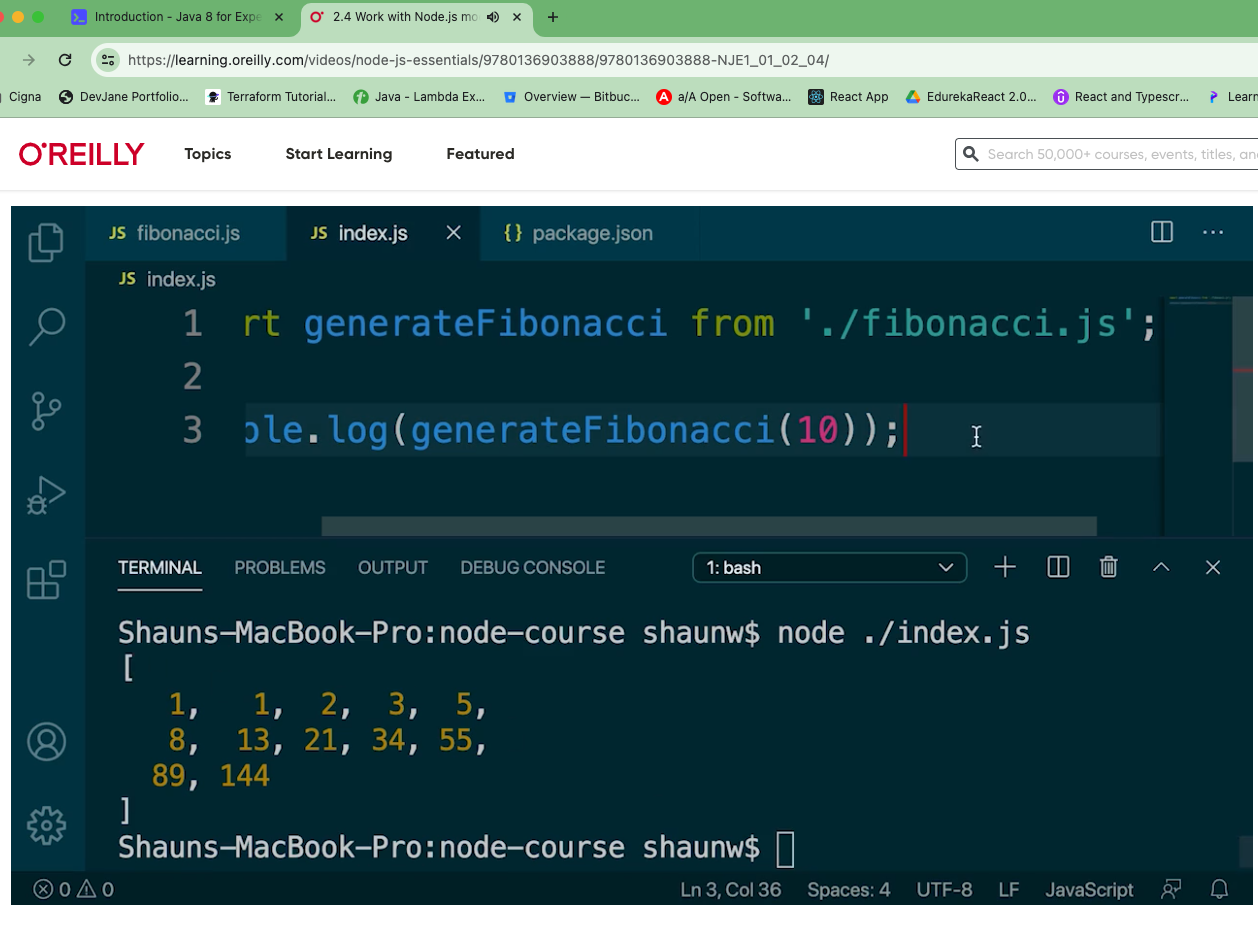 Introduction - Java 8 for Expe
2.4 Work with Node.js mo
https://learning.oreilly.com/videos/node-js-essentials/9780136903888/9780136903888-NJE1_01_02_04/
Cigna DevJane Portfolio... Terraform Tutorial... Java - Lambda Ex... Overview — Bitbuc... a/A Open - Softwa... React App EdurekaReact 2.0... React and Typescr... Learn
O'REILLY Topics Start Learning Featured Search 50,000+ courses, events, titles, an
JS fibonacci.js JS index.js {} package.json
JS index.js
1 rt generateFibonacci from './fibonacci.js';
2
3 ole.log(generateFibonacci(10));
TERMINAL PROBLEMS OUTPUT DEBUG CONSOLE 1: bash
Shauns-MacBook-Pro:node-course shaunw$ node ./index.js
[
1, 1, 2, 3, 5,
8, 13, 21, 34, 55,
89, 144
]
Shauns-MacBook-Pro:node-course shaunw$
0 0 Ln 3, Col 36 Spaces: 4 UTF-8 LF JavaScript